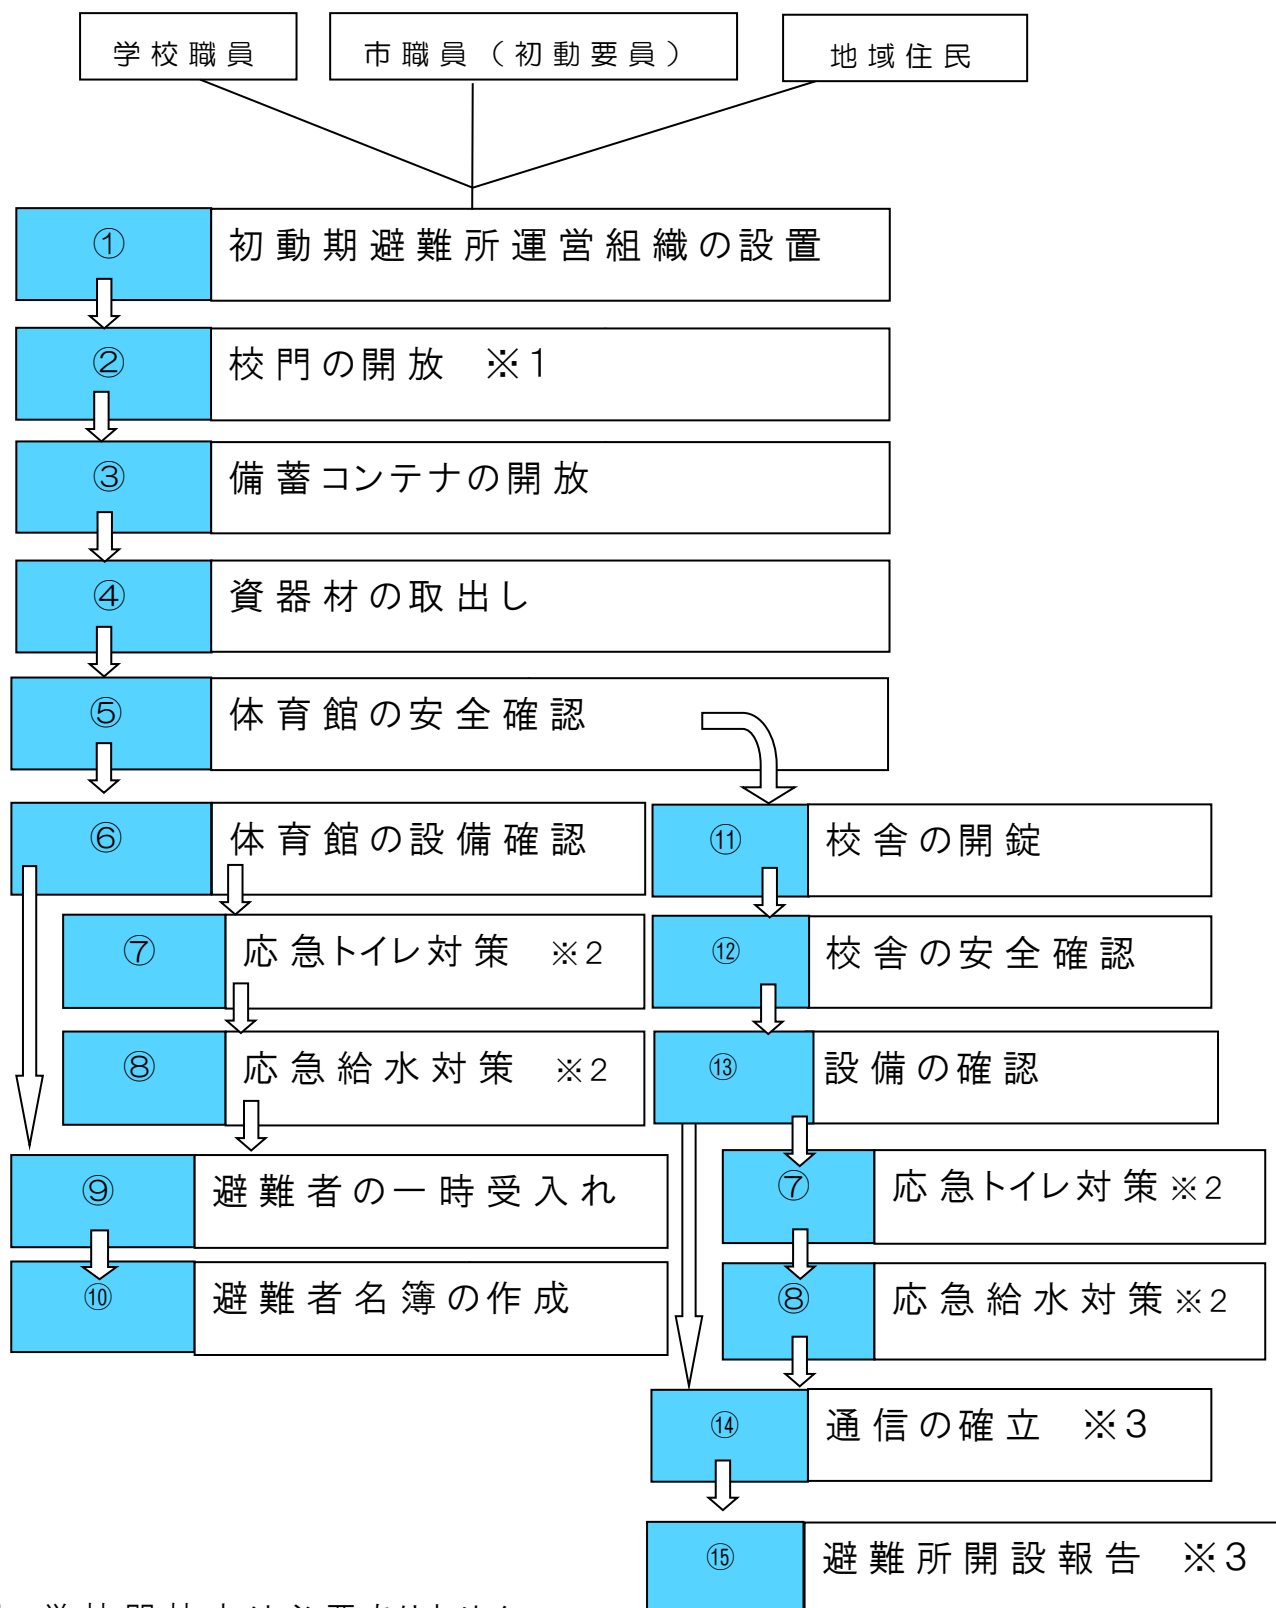 学校職員
市職員（初動要員）
地域住民
① 初動期避難所運営組織の設置
② 校門の開放　※1
③ 備蓄コンテナの開放
④ 資器材の取出し
⑤ 体育館の安全確認
⑥ 体育館の設備確認
⑦ 応急トイレ対策　※2
⑧ 応急給水対策　※2
⑨ 避難者の一時受入れ
⑩ 避難者名簿の作成
⑪ 校舎の開錠
⑫ 校舎の安全確認
⑬ 設備の確認
⑦ 応急トイレ対策※2
⑧ 応急給水対策※2
⑭ 通信の確立　※3
⑮ 避難所開設報告　※3